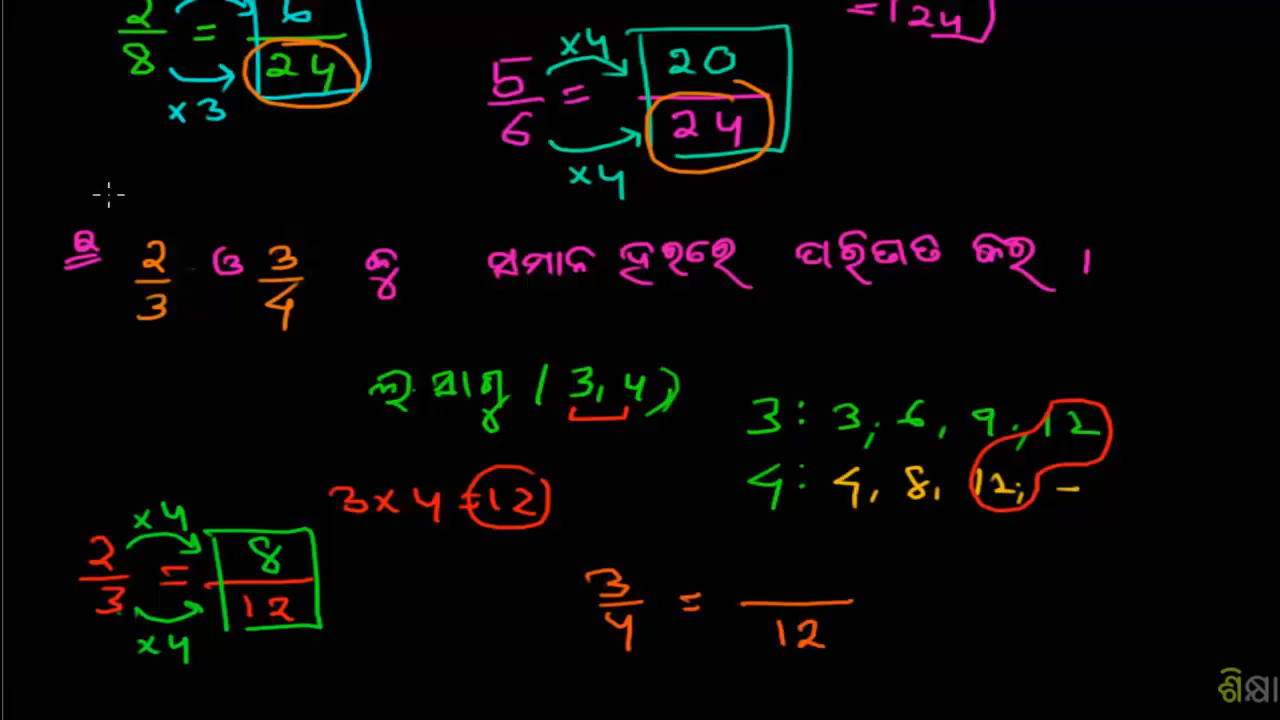 2/8 = 6/24
×3
5/6 = 20/24
×4
×4
= 24
ଉ 2/3 ଓ 3/4 କୁ ସମାନ ହରରେ ପରିଣତ କର ।
ଲ.ସା.ଗୁ (3, 4)
3 : 3, 6, 9, 12
4 : 4, 8, 12, –
3 × 4 = 12
×4
2/3 = 8/12
×4
3/4 = /12
ଶିକ୍ଷା